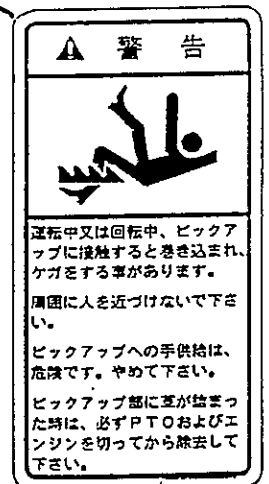 警 告
運転中又は回転中、ピックア
ップに接触すると巻き込まれ、
ケガをする事があります。
周囲に人を近づけないで下さ
い。
ピックアップへの手供給は、
危険です。やめて下さい。
ピックアップ部に草が詰まっ
た時は、必ずPTOおよびエ
ンジンを切ってから除去して
下さい。